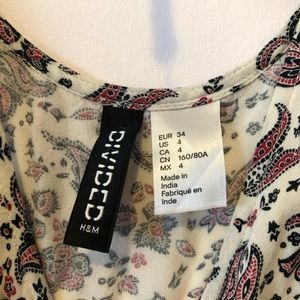 DIVIDED
H&M
EUR 34
US 4
CA 4
CN 160/80A
MX 4
Made in
India
Fabriqué en
Inde